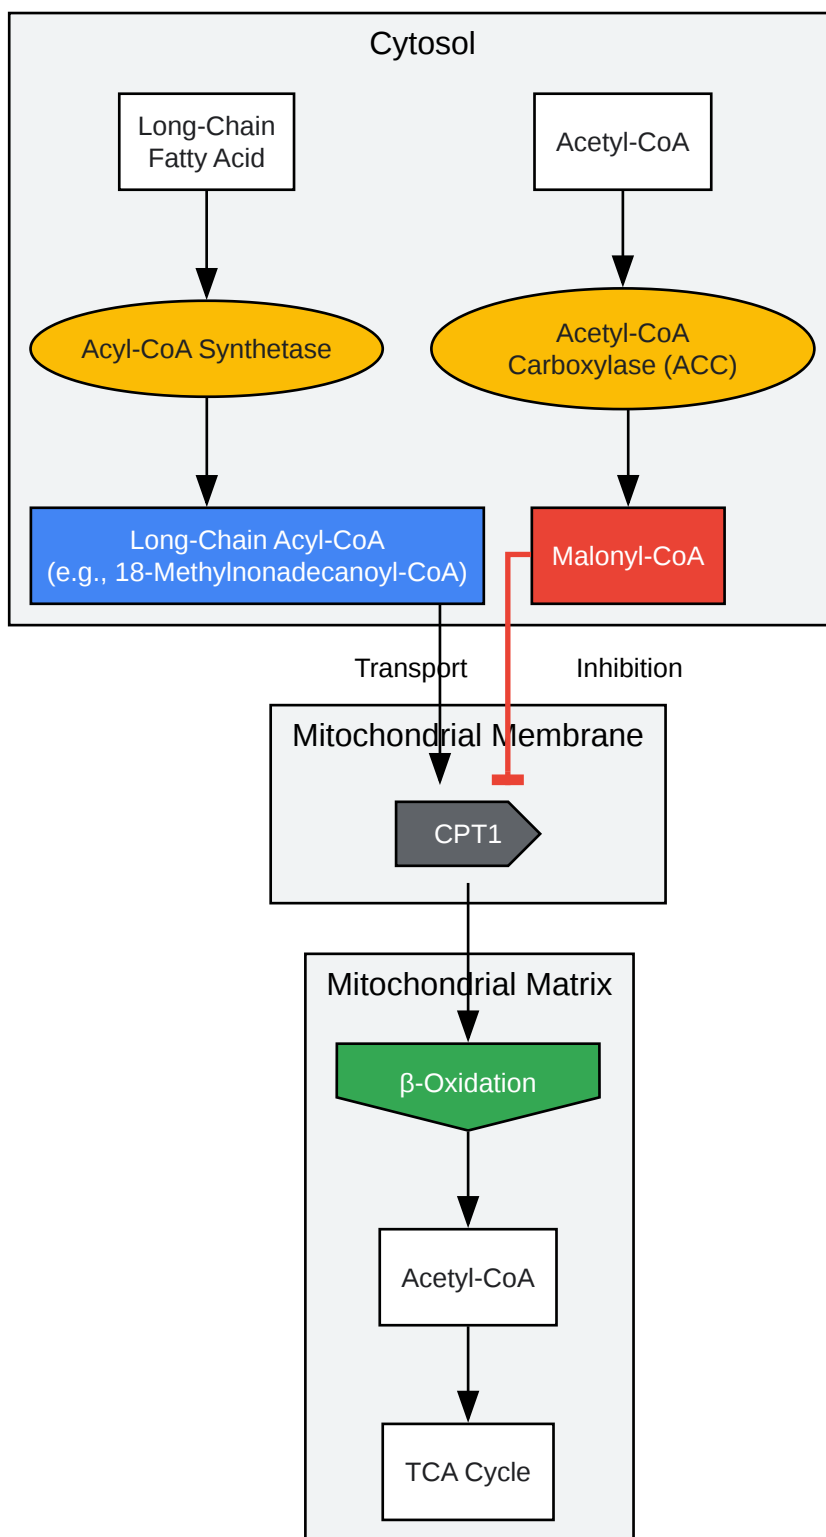 Cytosol
Long-Chain
Fatty Acid
Acetyl-CoA
Acyl-CoA Synthetase
Acetyl-CoA
Carboxylase (ACC)
Long-Chain Acyl-CoA
(e.g., 18-Methylnonadecanoyl-CoA)
Malonyl-CoA
Transport
Inhibition
Mitochondrial Membrane
CPT1
Mitochondrial Matrix
β-Oxidation
Acetyl-CoA
TCA Cycle